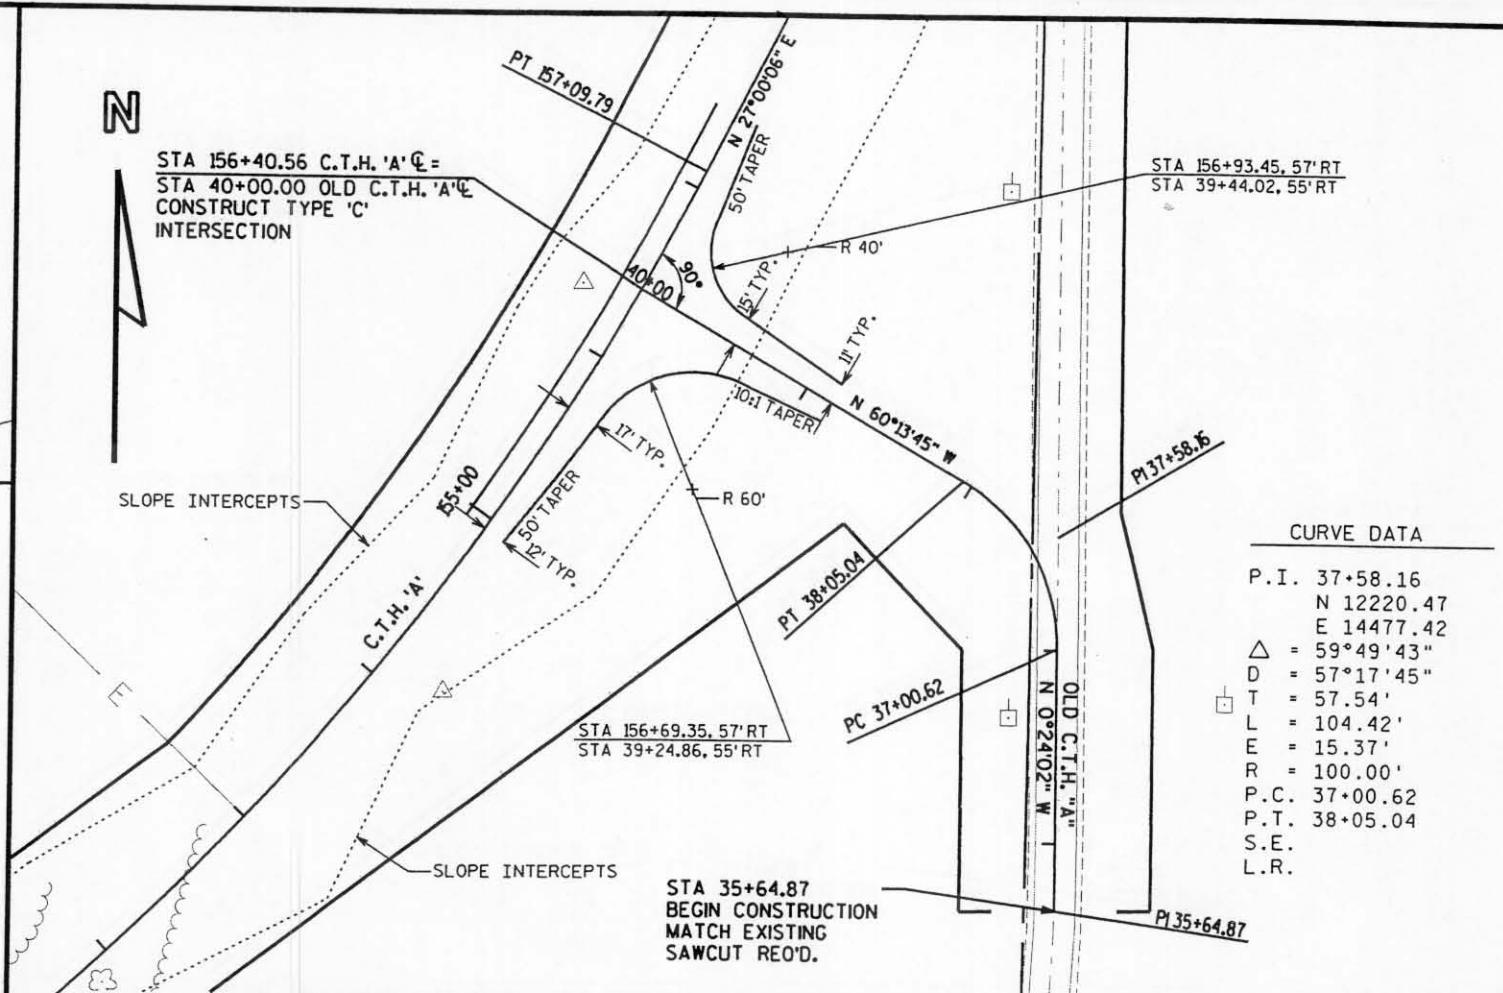 PT 157+09.79
N 27°00'06" E
N
50' TAPER
STA 156+40.56 C.T.H. 'A' ℄ =
STA 40+00.00 OLD C.T.H. 'A'℄
CONSTRUCT TYPE 'C'
INTERSECTION
STA 156+93.45, 57' RT
STA 39+44.02, 55' RT
R 40'
90°
40+00
15' TYP.
11' TYP.
10:1 TAPER
N 60°13'45" W
17' TYP.
PI 37+58.16
155+00
SLOPE INTERCEPTS
50' TAPER
R 60'
12' TYP.
C.T.H. 'A'
PT 38+05.04
CURVE DATA
P.I. 37+58.16
N 12220.47
E 14477.42
△ = 59°49'43"
D = 57°17'45"
T = 57.54'
L = 104.42'
E = 15.37'
R = 100.00'
P.C. 37+00.62
P.T. 38+05.04
S.E.
L.R.
E
PC 37+00.62
OLD C.T.H. "A"
N 0°24'02" W
STA 156+69.35, 57' RT
STA 39+24.86, 55' RT
SLOPE INTERCEPTS
STA 35+64.87
BEGIN CONSTRUCTION
MATCH EXISTING
SAWCUT REO'D.
PI 35+64.87